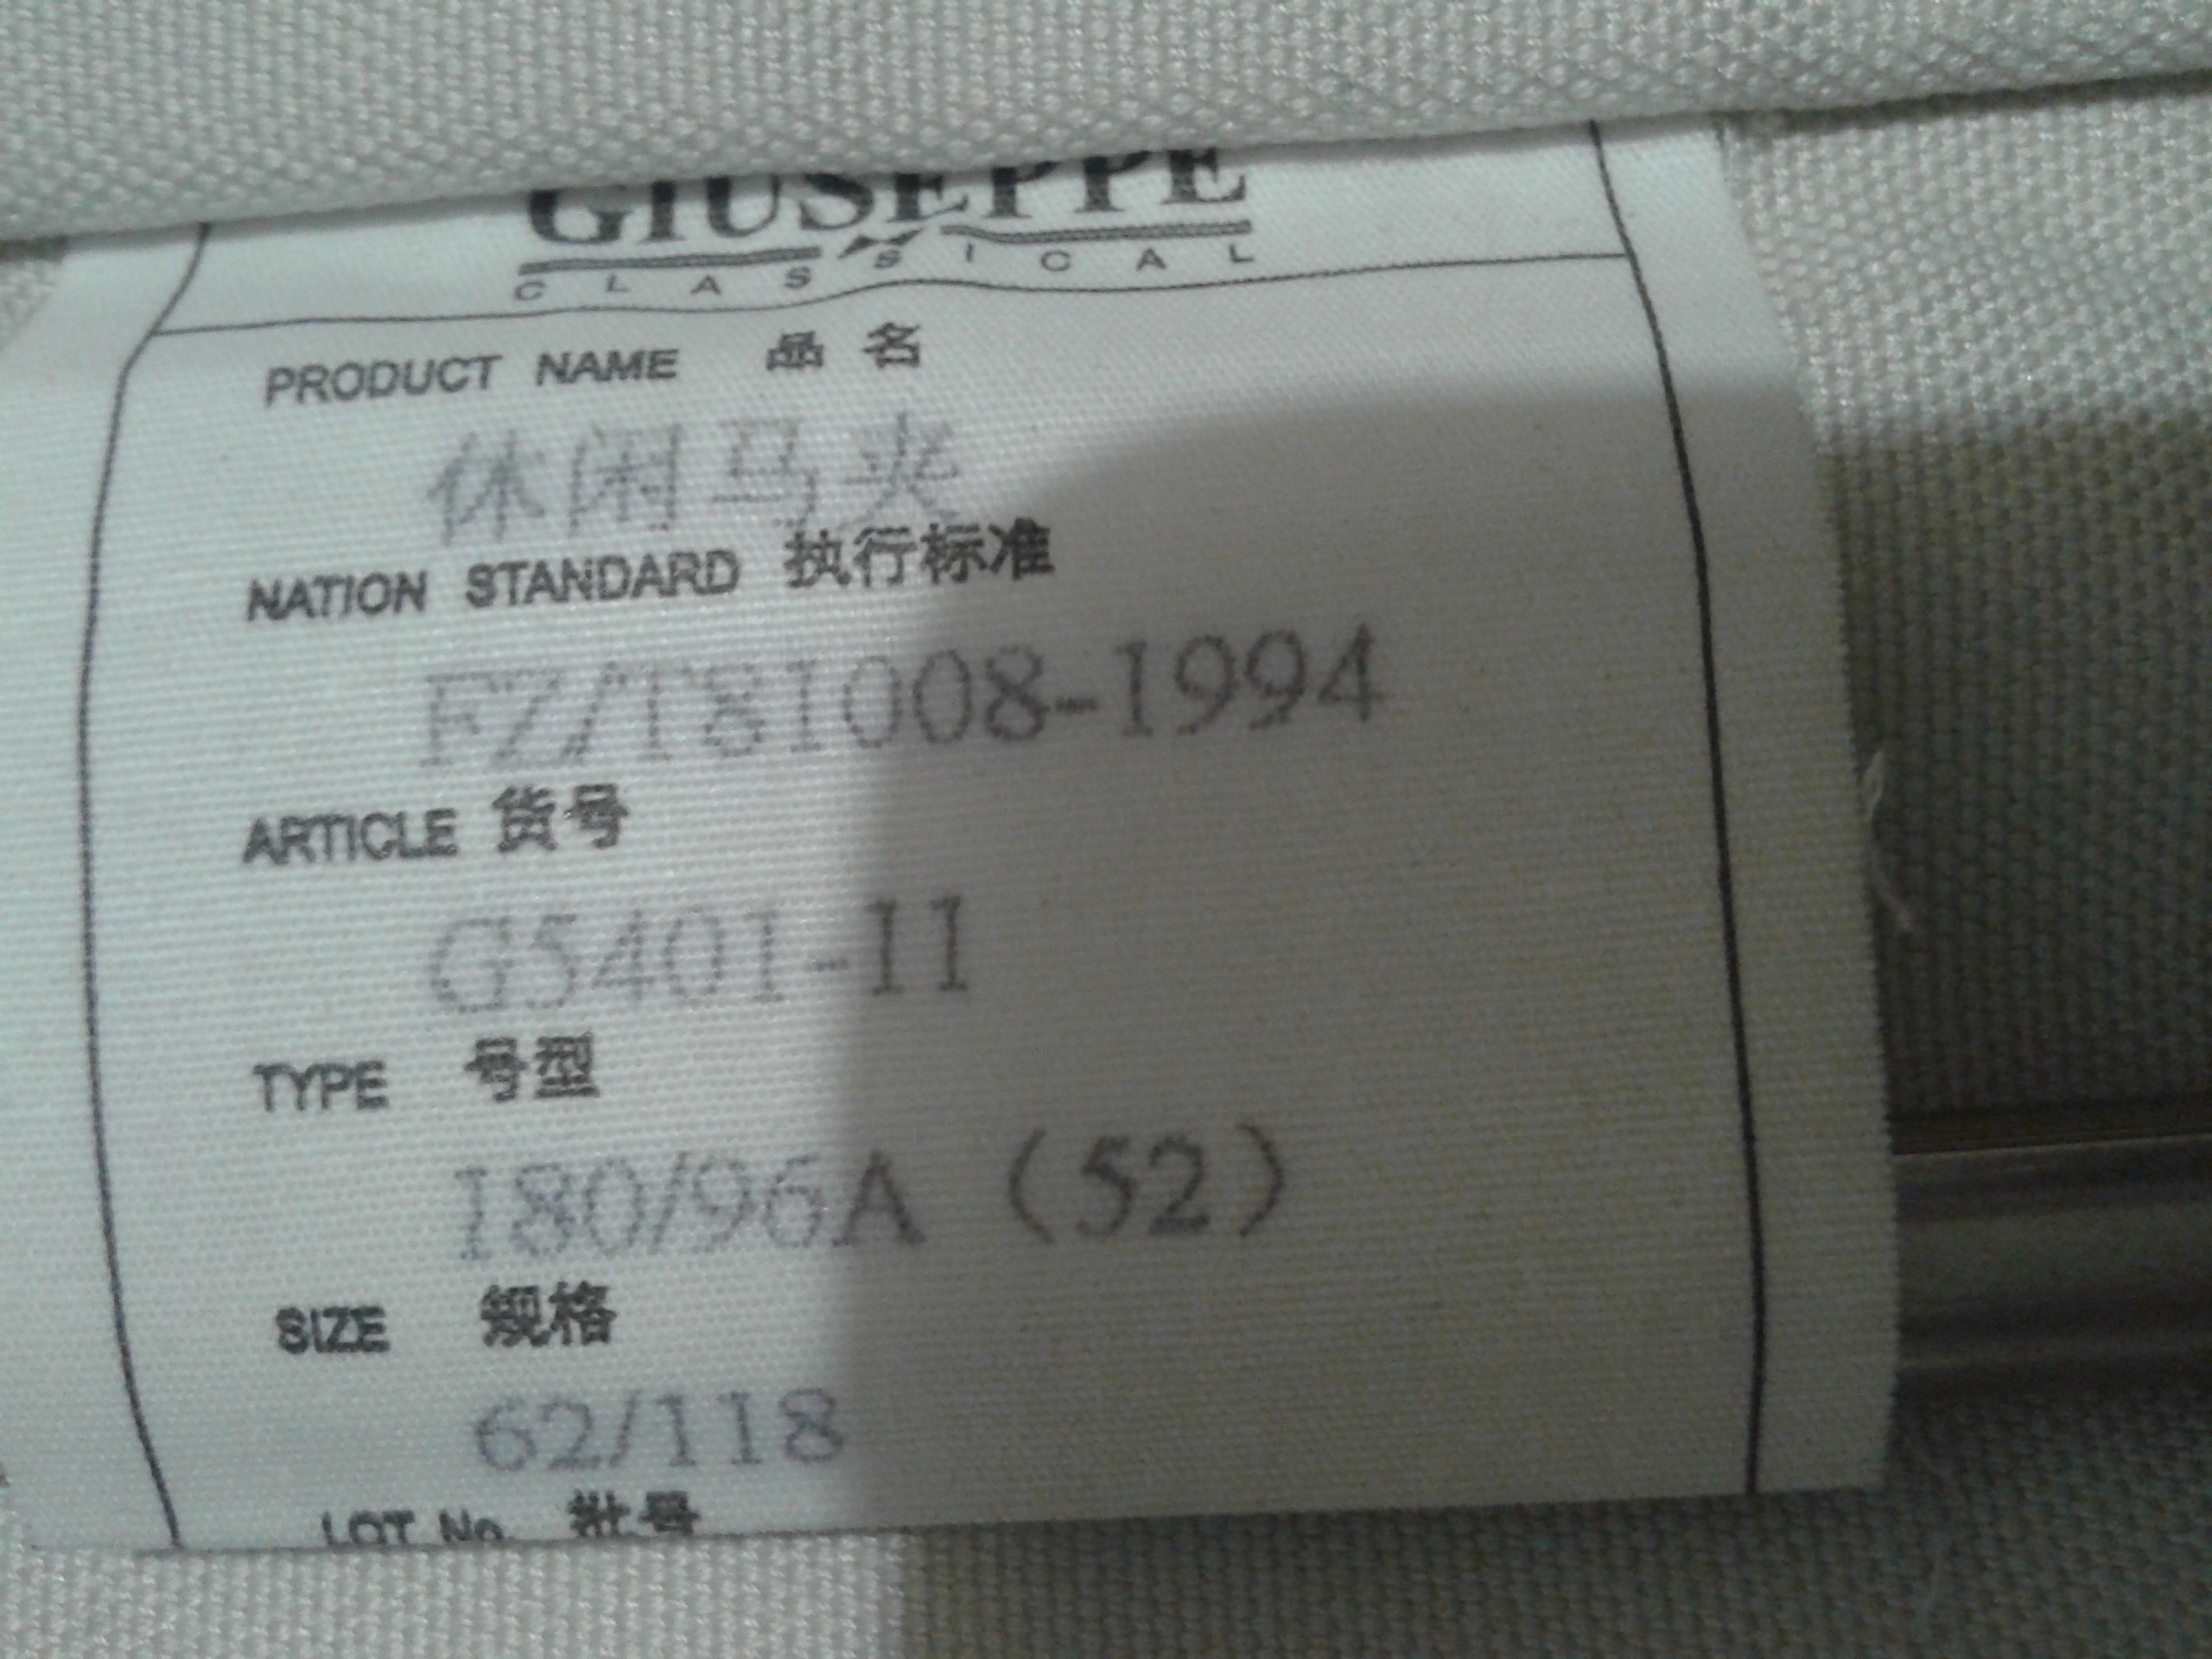 GIUSEPPE
CLASSICAL
PRODUCT NAME 品名
休闲马夹
NATION STANDARD 执行标准
FZ/T81008-1994
ARTICLE 货号
G5401-11
TYPE 号型
180/96A (52)
SIZE 规格
62/118
LOT No. 批号